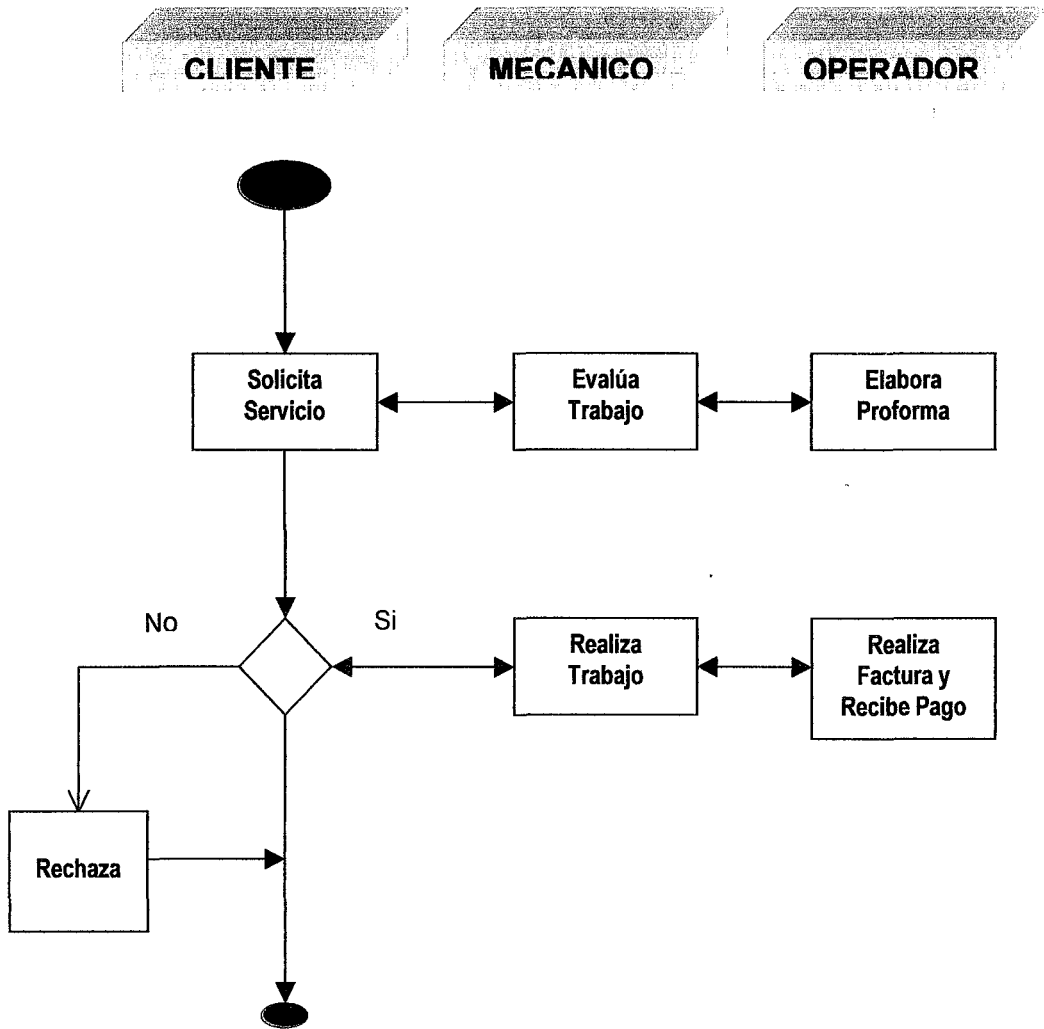 CLIENTE
MECANICO
OPERADOR
Solicita
Servicio
Evalúa
Trabajo
Elabora
Proforma
No
Si
Realiza
Trabajo
Realiza
Factura y
Recibe Pago
Rechaza